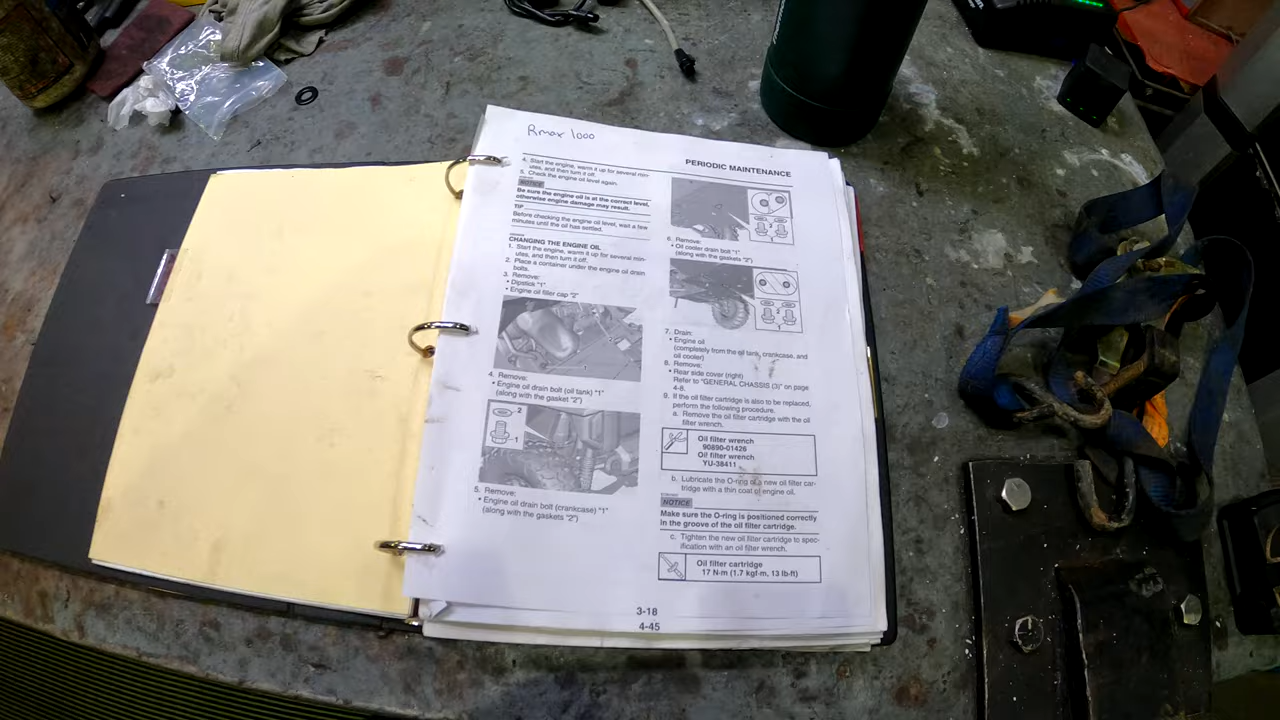 Rmax 1000
PERIODIC MAINTENANCE
4. Start the engine, warm it up for several min-
utes, and then turn it off.
5. Check the engine oil level again.
NOTICE
Be sure the engine oil is at the correct level,
otherwise engine damage may result.
TIP
Before checking the engine oil level, wait a few
minutes until the oil has settled.
CHANGING THE ENGINE OIL
1. Start the engine, warm it up for several min-
utes, and then turn it off.
2. Place a container under the engine oil drain
bolts.
3. Remove:
• Dipstick "1"
• Engine oil filler cap "2"
1
4. Remove:
• Engine oil drain bolt (oil tank) "1"
(along with the gasket "2")
2
1
5. Remove:
• Engine oil drain bolt (crankcase) "1"
(along with the gaskets "2")
2
1
6. Remove:
• Oil cooler drain bolt "1"
(along with the gaskets "2")
2
1
7. Drain:
• Engine oil
(completely from the oil tank, crankcase, and
oil cooler)
8. Remove:
• Rear side cover (right)
Refer to "GENERAL CHASSIS (3)" on page
4-8.
9. If the oil filter cartridge is also to be replaced,
perform the following procedure.
a. Remove the oil filter cartridge with the oil
filter wrench.
Oil filter wrench
90890-01426
Oil filter wrench
YU-38411
b. Lubricate the O-ring of a new oil filter car-
tridge with a thin coat of engine oil.
NOTICE
Make sure the O-ring is positioned correctly
in the groove of the oil filter cartridge.
c. Tighten the new oil filter cartridge to spec-
ification with an oil filter wrench.
Oil filter cartridge
17 N·m (1.7 kgf·m, 13 lb·ft)
3-18
4-45